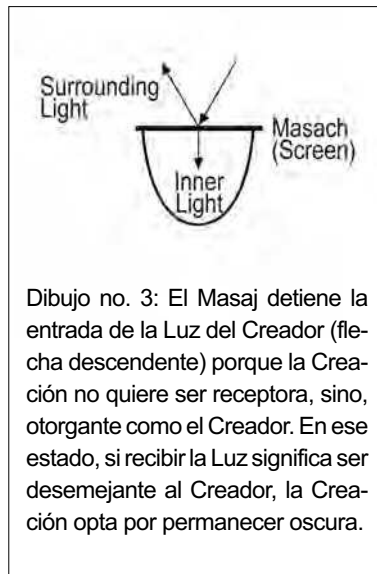 Surrounding
Light
Masach
(Screen)
Inner
Light
Dibujo no. 3: El Masaj detiene la
entrada de la Luz del Creador (fle-
cha descendente) porque la Crea-
ción no quiere ser receptora, sino,
otorgante como el Creador. En ese
estado, si recibir la Luz significa ser
desemejante al Creador, la Crea-
ción opta por permanecer oscura.